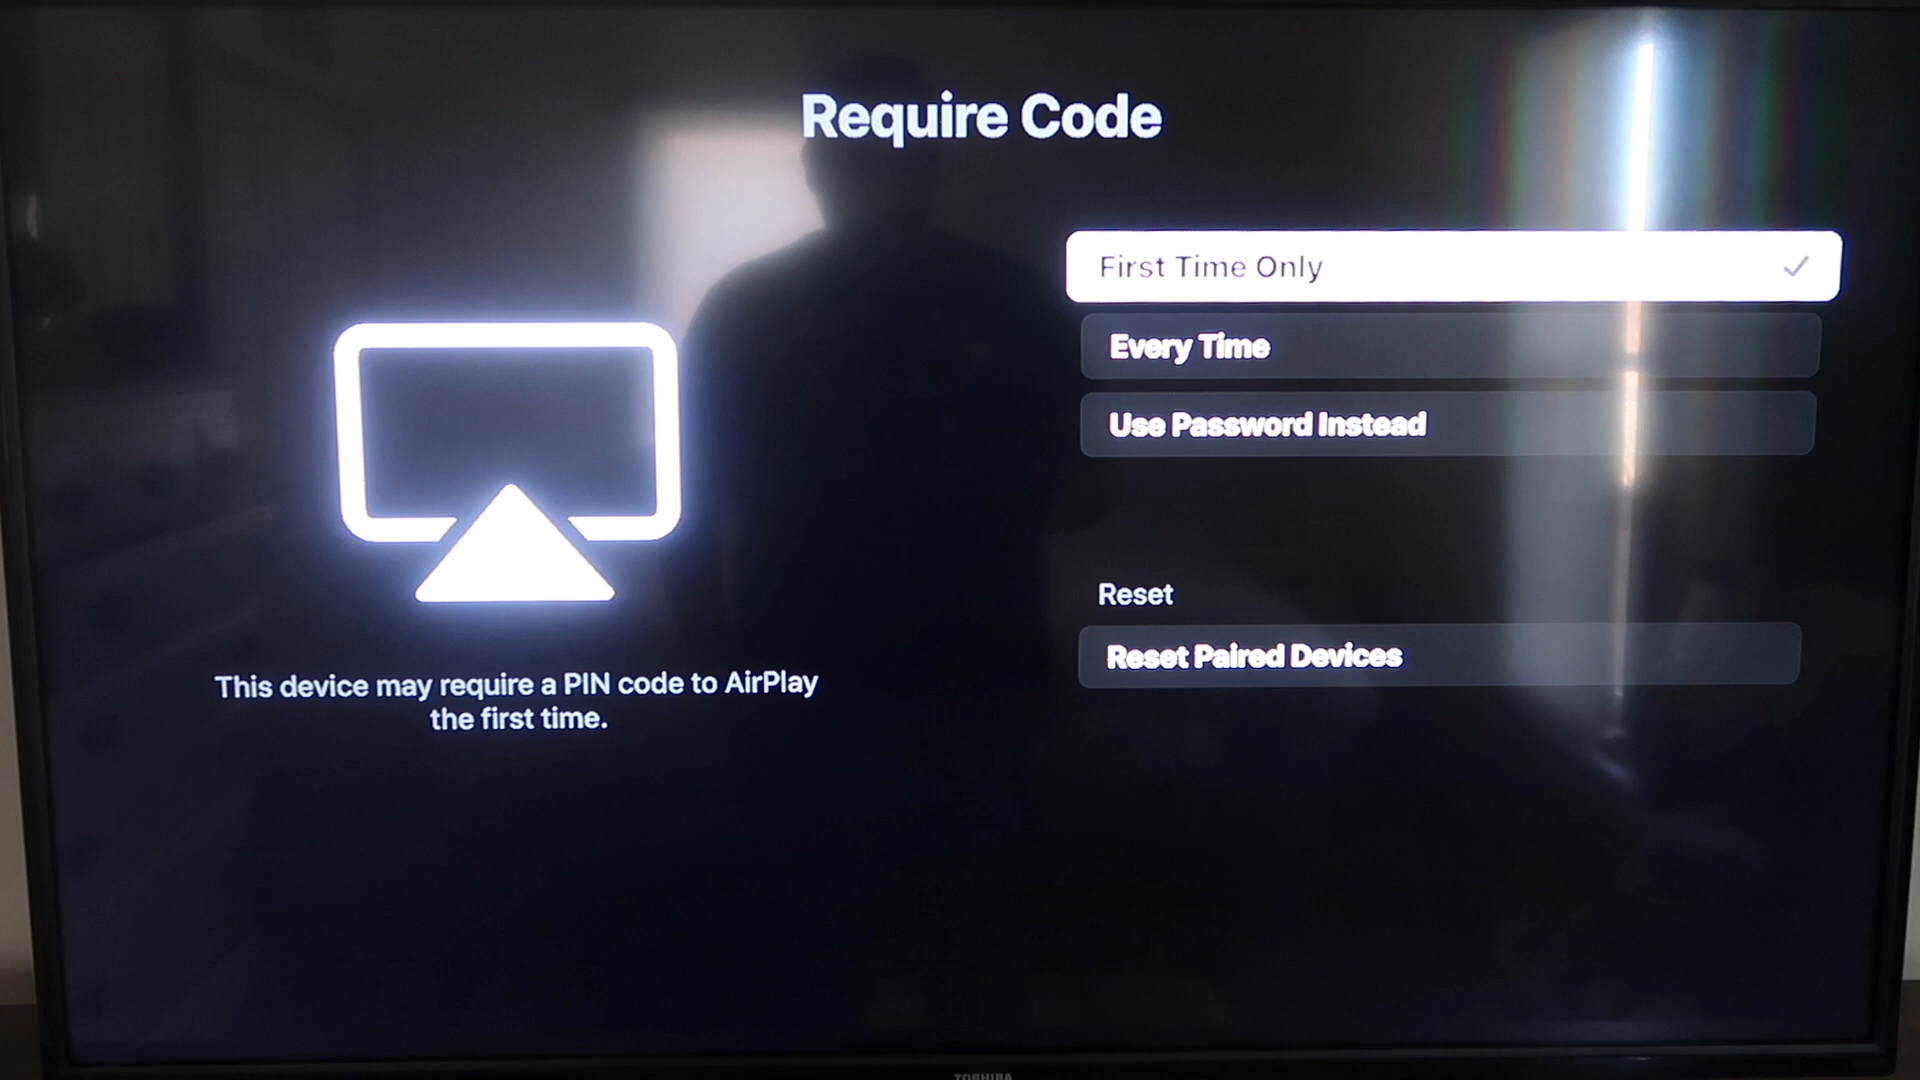 Require Code
First Time Only
Every Time
Use Password Instead
Reset
Reset Paired Devices
This device may require a PIN code to AirPlay
the first time.
TOSHIBA